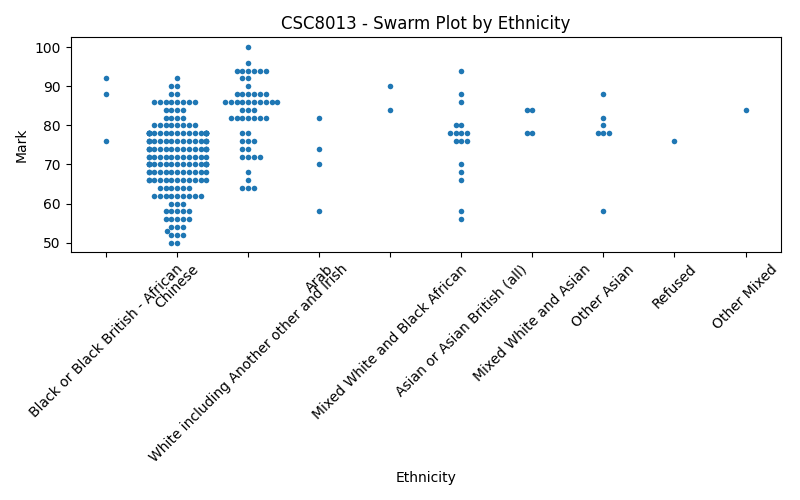 CSC8013 - Swarm Plot by Ethnicity
Mark
100
90
80
70
60
50
Black or Black British - African
Chinese
White including Another other and Irish
Arab
Mixed White and Black African
Asian or Asian British (all)
Mixed White and Asian
Other Asian
Refused
Other Mixed
Ethnicity